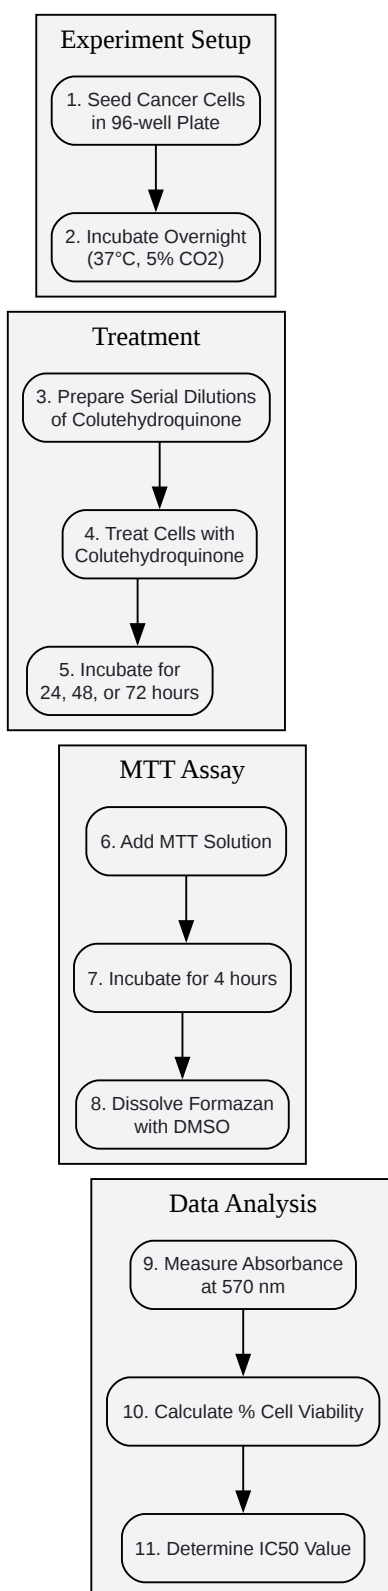 Experiment Setup
1. Seed Cancer Cells
in 96-well Plate
2. Incubate Overnight
(37°C, 5% CO2)
Treatment
3. Prepare Serial Dilutions
of Colutehydroquinone
4. Treat Cells with
Colutehydroquinone
5. Incubate for
24, 48, or 72 hours
MTT Assay
6. Add MTT Solution
7. Incubate for 4 hours
8. Dissolve Formazan
with DMSO
Data Analysis
9. Measure Absorbance
at 570 nm
10. Calculate % Cell Viability
11. Determine IC50 Value